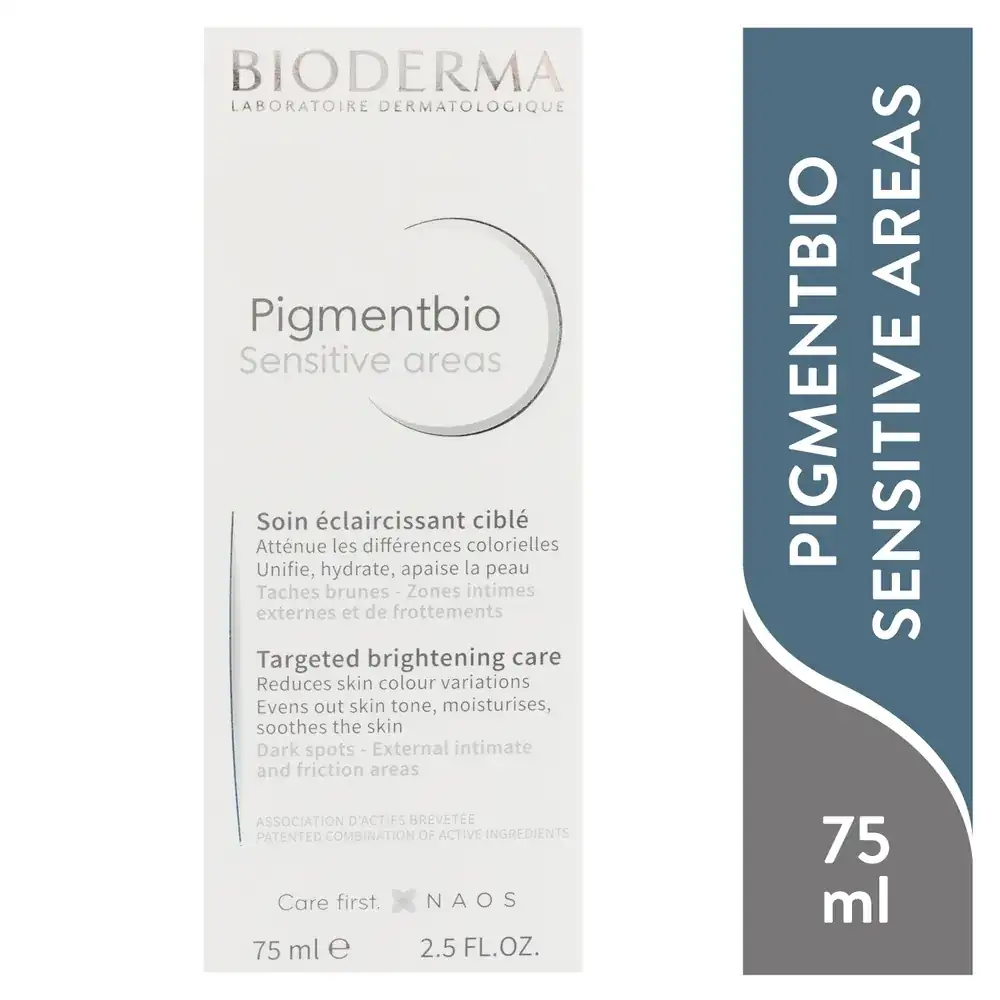 BIODERMA
LABORATOIRE DERMATOLOGIQUE
Pigmentbio
Sensitive areas
Soin éclaircissant ciblé
Atténue les différences colorielles
Unifie, hydrate, apaise la peau
Taches brunes - Zones intimes
externes et de frottements
Targeted brightening care
Reduces skin colour variations
Evens out skin tone, moisturises,
soothes the skin
Dark spots - External intimate
and friction areas
ASSOCIATION D'ACTIFS BREVETÉE
PATENTED COMBINATION OF ACTIVE INGREDIENTS
Care first. NAOS
75 ml ℮ 2.5 FL.OZ.
PIGMENTBIO
SENSITIVE AREAS
75
ml